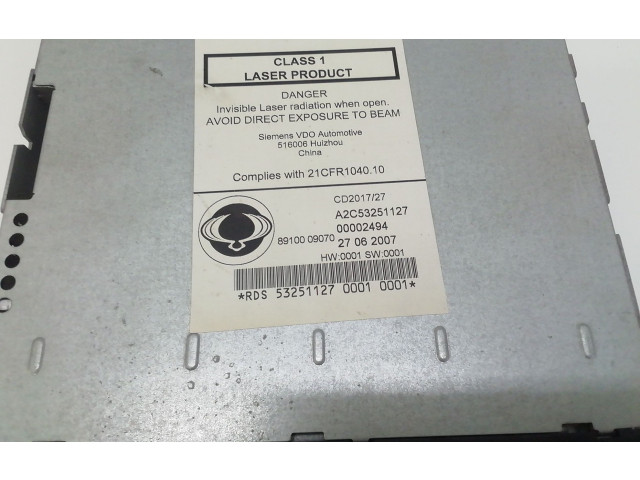 CLASS 1
LASER PRODUCT
DANGER
Invisible Laser radiation when open.
AVOID DIRECT EXPOSURE TO BEAM
Siemens VDO Automotive
516006 Huizhou
China
Complies with 21CFR1040.10
CD2017/27
A2C53251127
89100 09070 00002494
27 06 2007
HW:0001 SW:0001
*RDS 53251127 0001 0001*